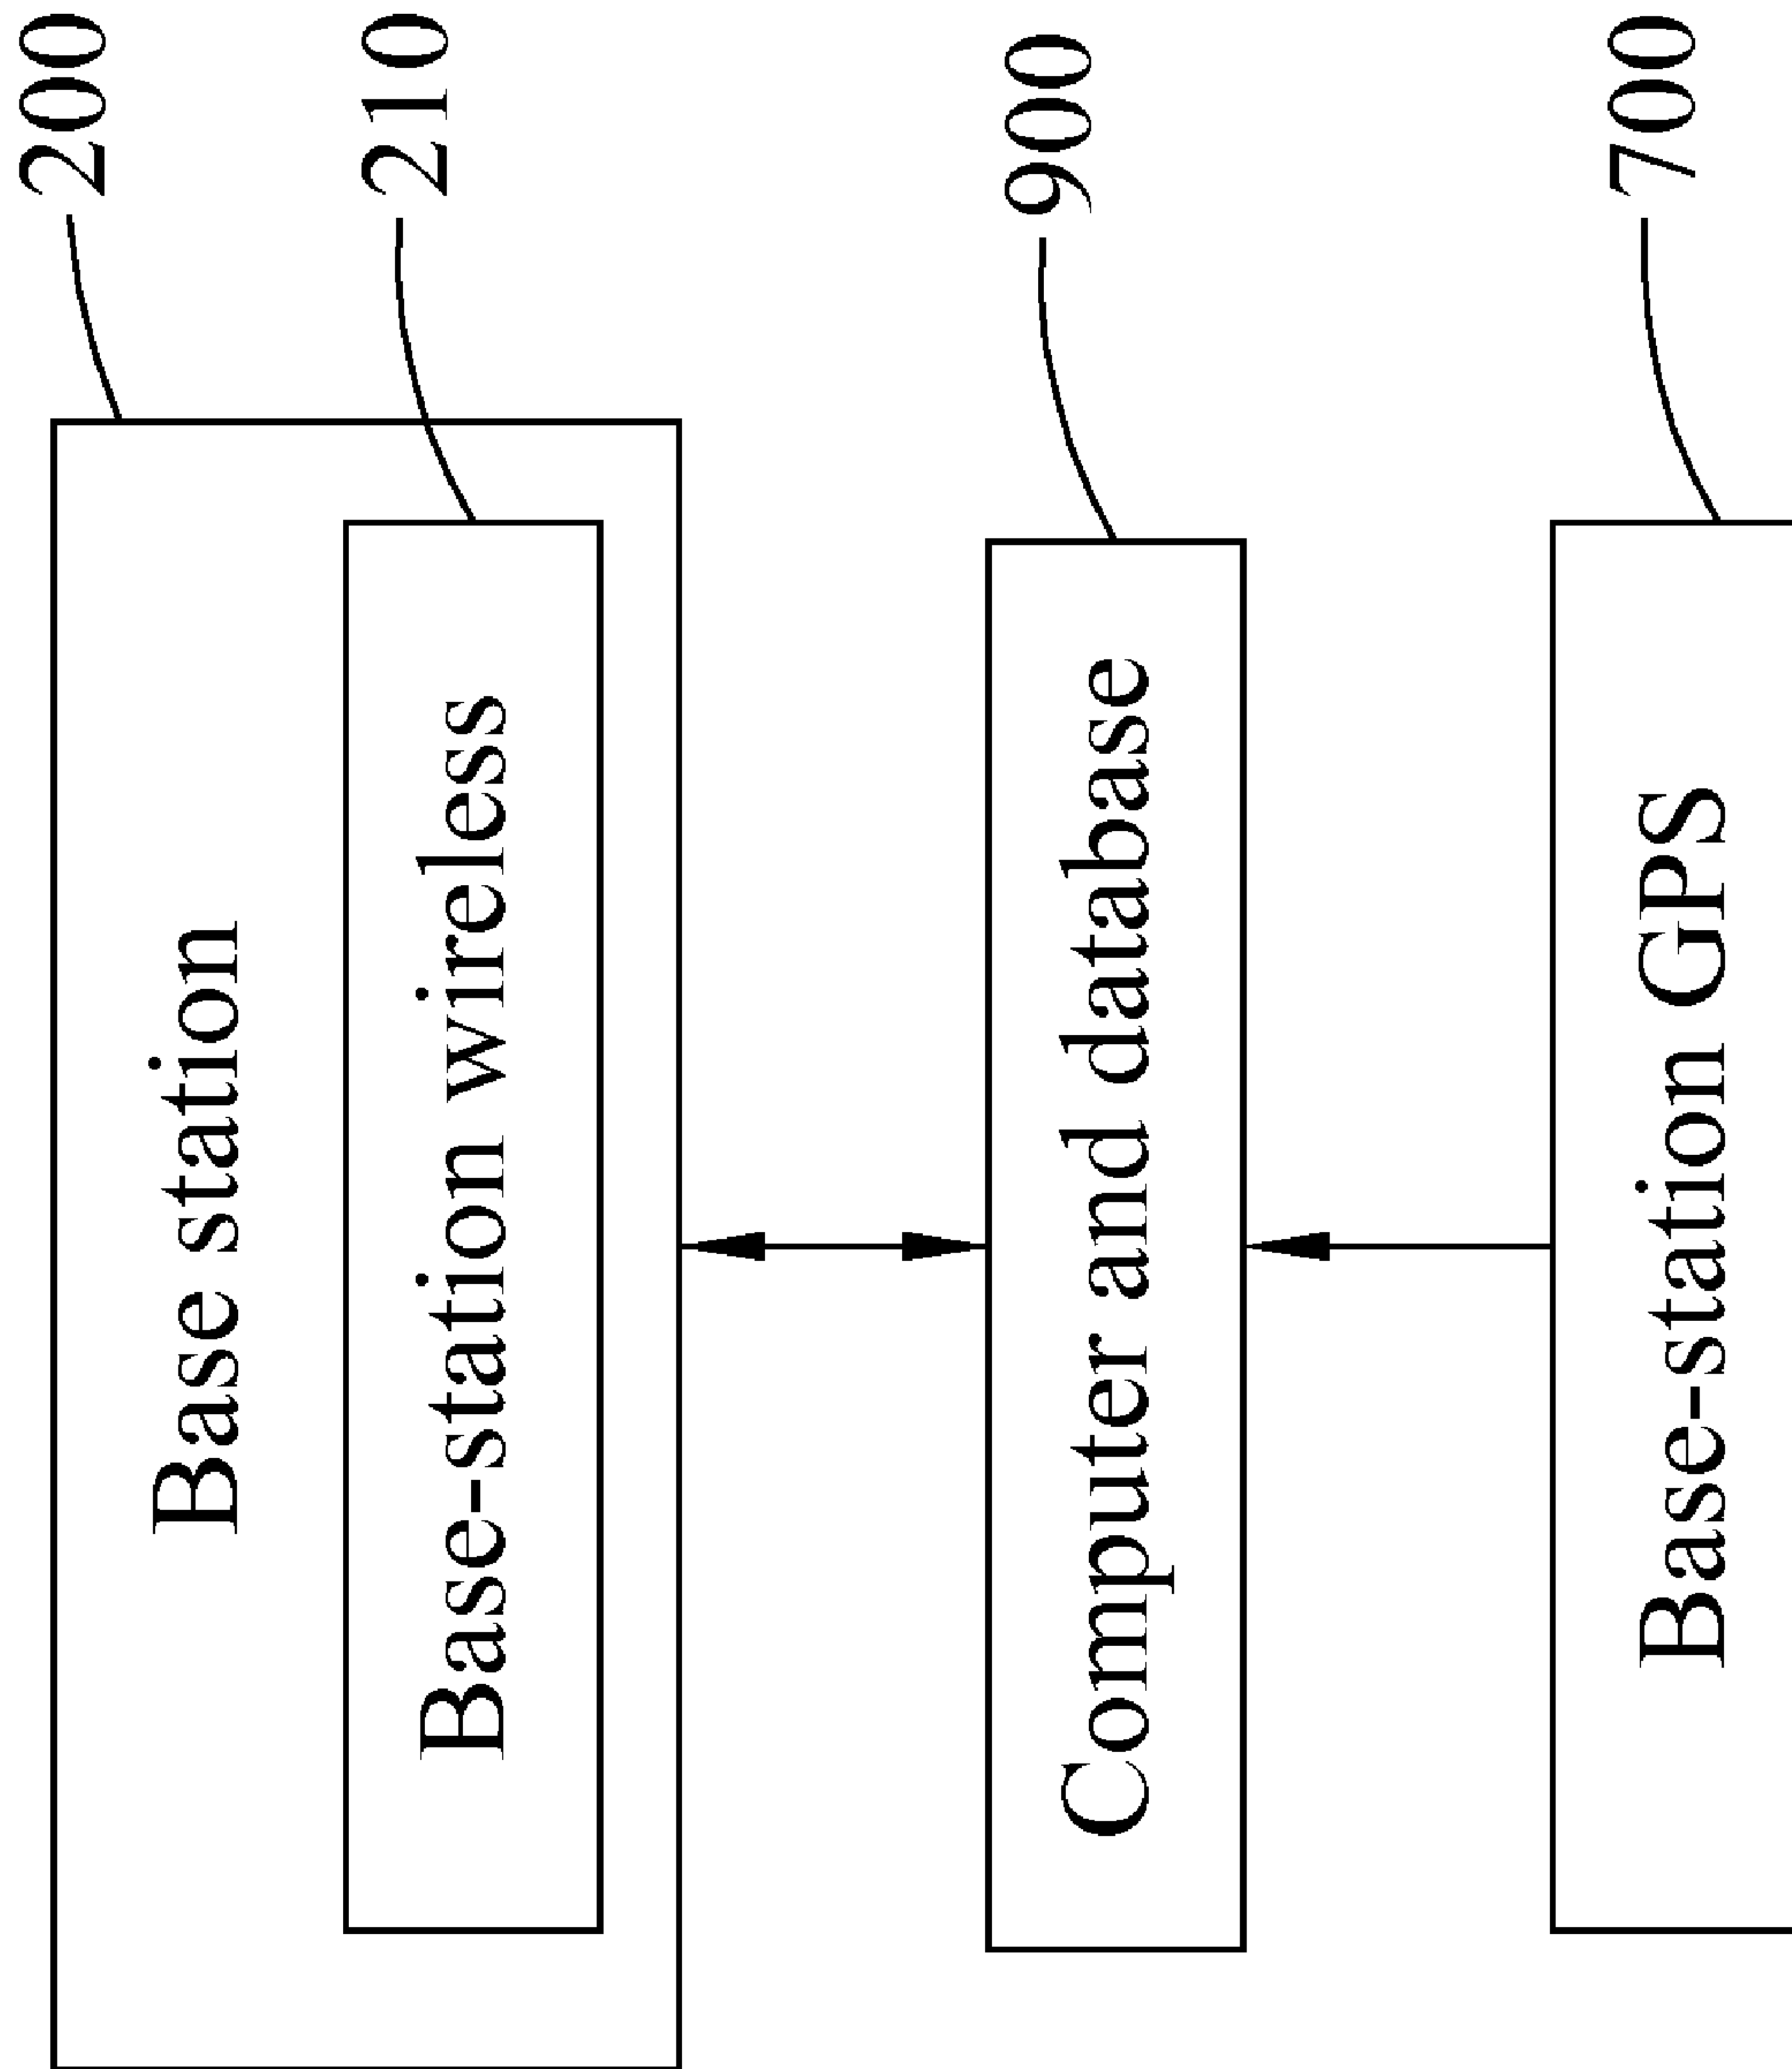 200
Base station
210
Base-station wireless
900
Computer and database
700
Base-station GPS